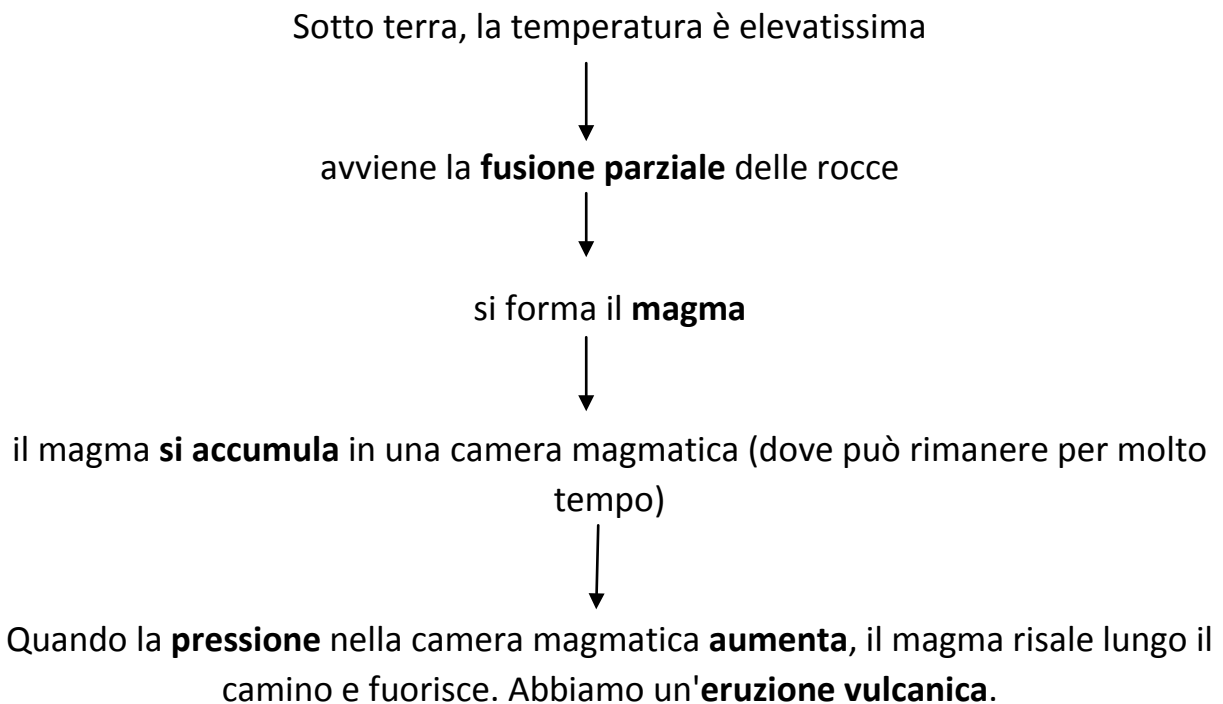 Sotto terra, la temperatura è elevatissima
avviene la fusione parziale delle rocce
si forma il magma
il magma si accumula in una camera magmatica (dove può rimanere per molto
tempo)
Quando la pressione nella camera magmatica aumenta, il magma risale lungo il
camino e fuorisce. Abbiamo un'eruzione vulcanica.